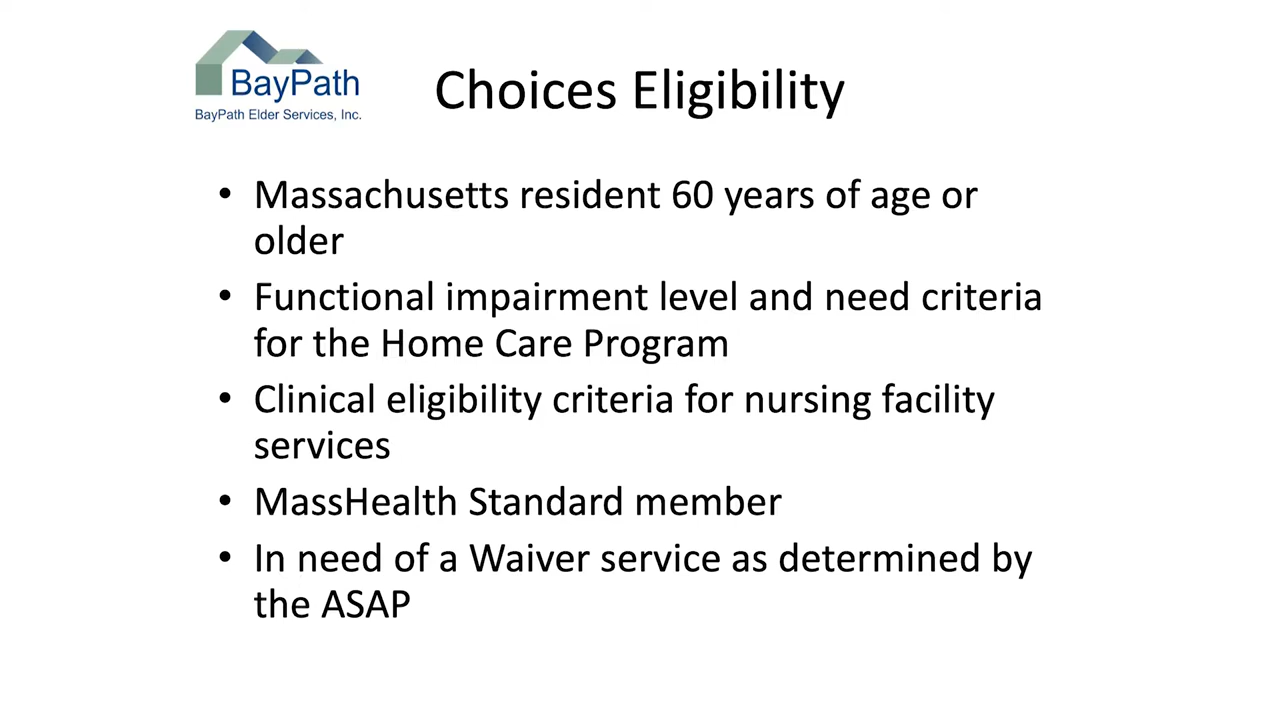 BayPath
BayPath Elder Services, Inc.
Choices Eligibility
• Massachusetts resident 60 years of age or
older
• Functional impairment level and need criteria
for the Home Care Program
• Clinical eligibility criteria for nursing facility
services
• MassHealth Standard member
• In need of a Waiver service as determined by
the ASAP